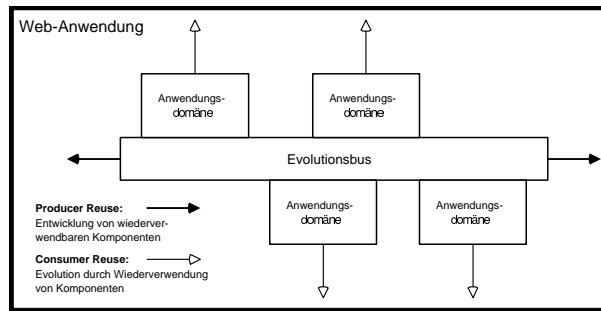 Web-Anwendung
Anwendungs-
domäne
Anwendungs-
domäne
Evolutionsbus
Anwendungs-
domäne
Anwendungs-
domäne
Producer Reuse:
Entwicklung von wiederver-
wendbaren Komponenten
Consumer Reuse:
Evolution durch Wiederverwendung
von Komponenten